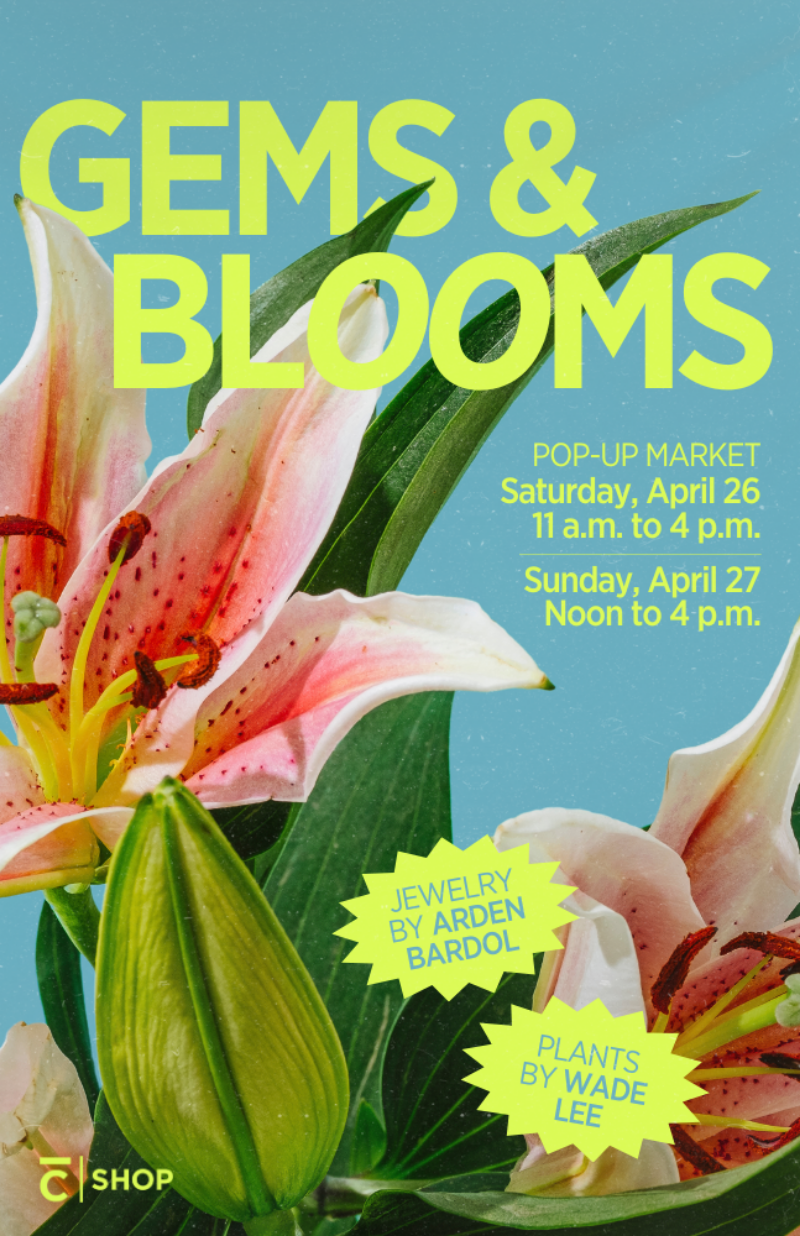 GEMS &
BLOOMS
POP-UP MARKET
Saturday, April 26
11 a.m. to 4 p.m.
Sunday, April 27
Noon to 4 p.m.
JEWELRY
BY ARDEN
BARDOL
PLANTS
BY WADE
LEE
c̅ | SHOP